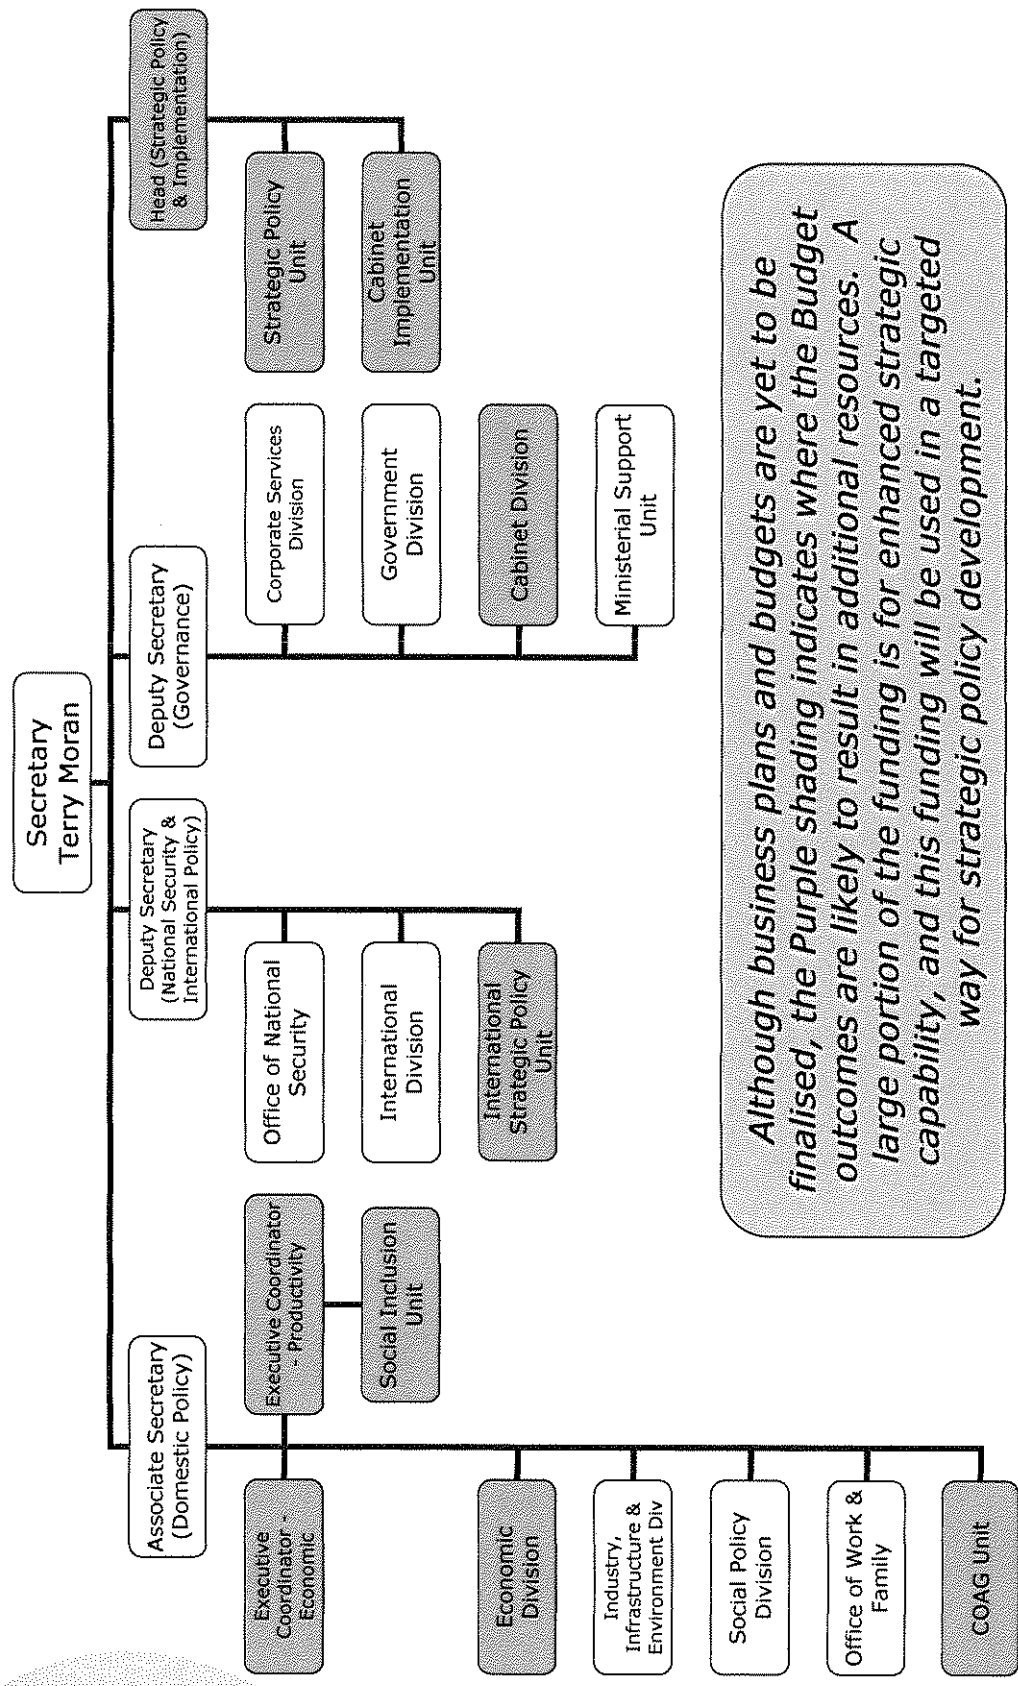 Secretary
Terry Moran
Associate Secretary
(Domestic Policy)
Deputy Secretary
(National Security &
International Policy)
Deputy Secretary
(Governance)
Head (Strategic Policy
& Implementation)
Executive
Coordinator -
Economic
Executive Coordinator
- Productivity
Social Inclusion
Unit
Economic
Division
Industry,
Infrastructure &
Environment Div
Social Policy
Division
Office of Work &
Family
COAG Unit
Office of National
Security
International
Division
International
Strategic Policy
Unit
Corporate Services
Division
Government
Division
Cabinet Division
Ministerial Support
Unit
Strategic Policy
Unit
Cabinet
Implementation
Unit
Although business plans and budgets are yet to be
finalised, the Purple shading indicates where the Budget
outcomes are likely to result in additional resources. A
large portion of the funding is for enhanced strategic
capability, and this funding will be used in a targeted
way for strategic policy development.